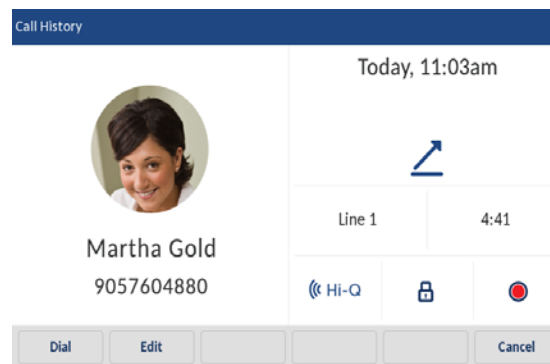 Call History
Today, 11:03am
Line 1 4:41
Martha Gold
9057604880
Hi-Q
Dial Edit Cancel